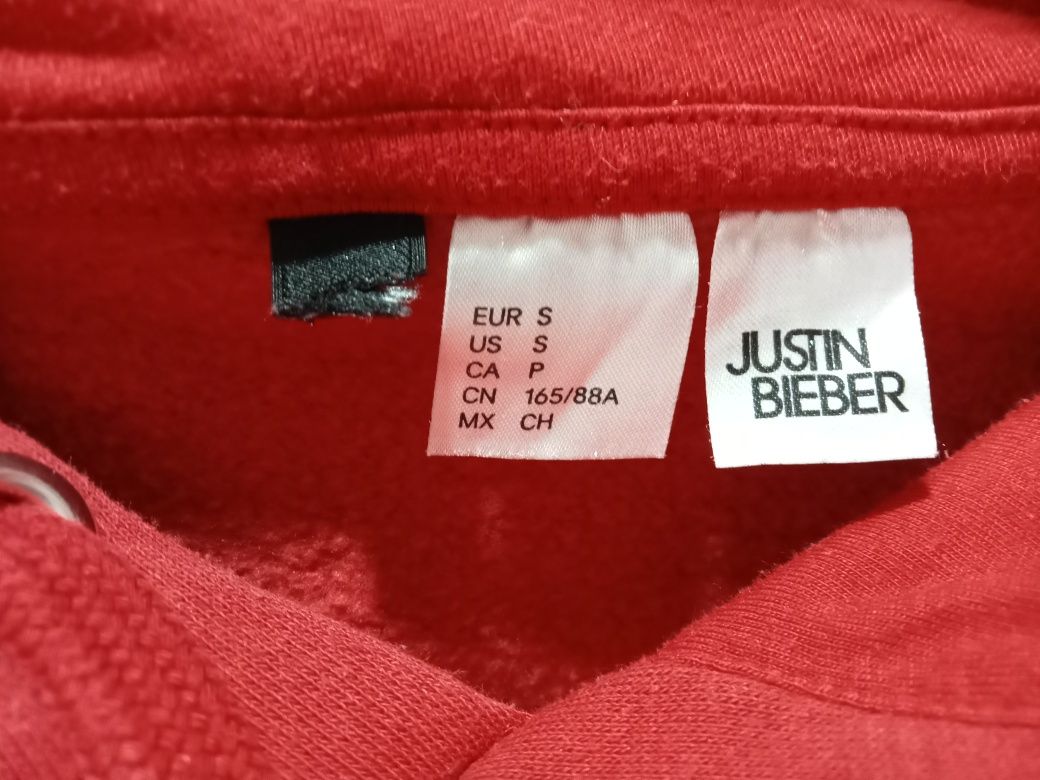 EUR S
US S
CA P
CN 165/88A
MX CH
JUSTIN
BIEBER